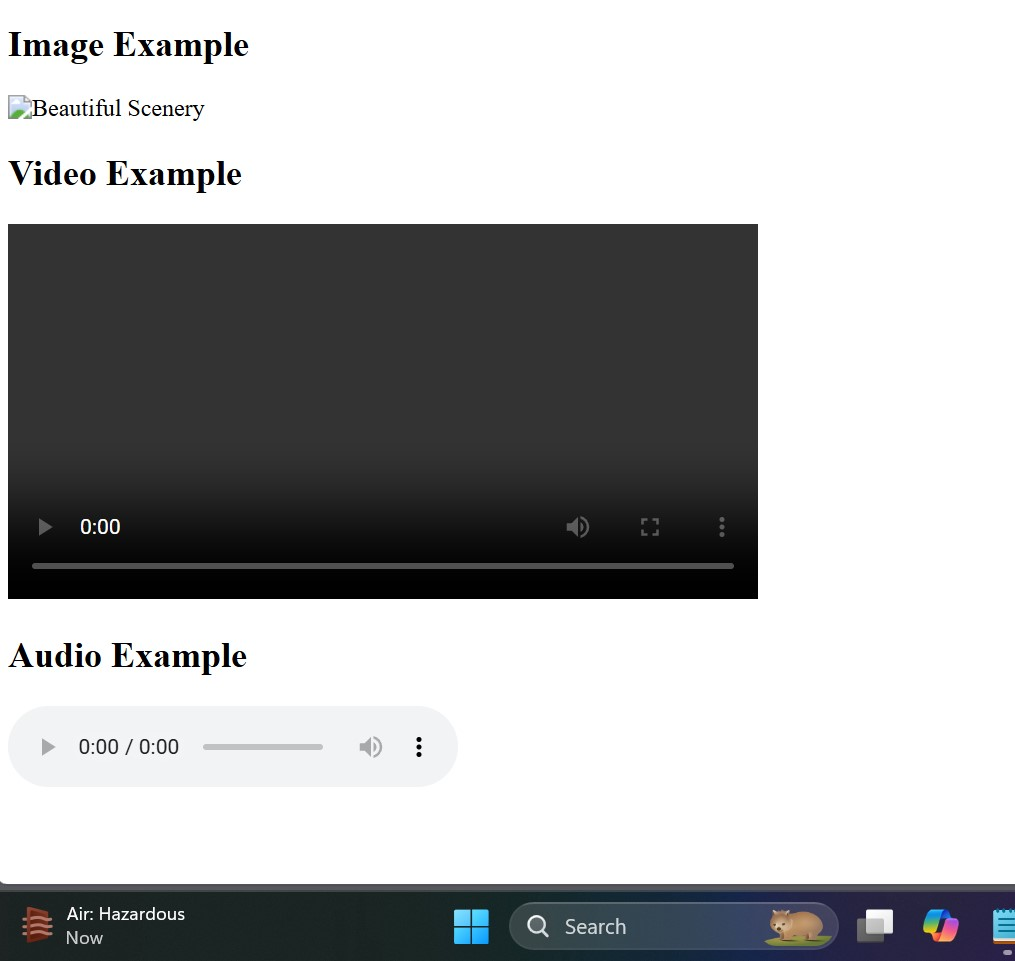 Image Example
Beautiful Scenery
Video Example
0:00
Audio Example
0:00 / 0:00
Air: Hazardous
Now
Search